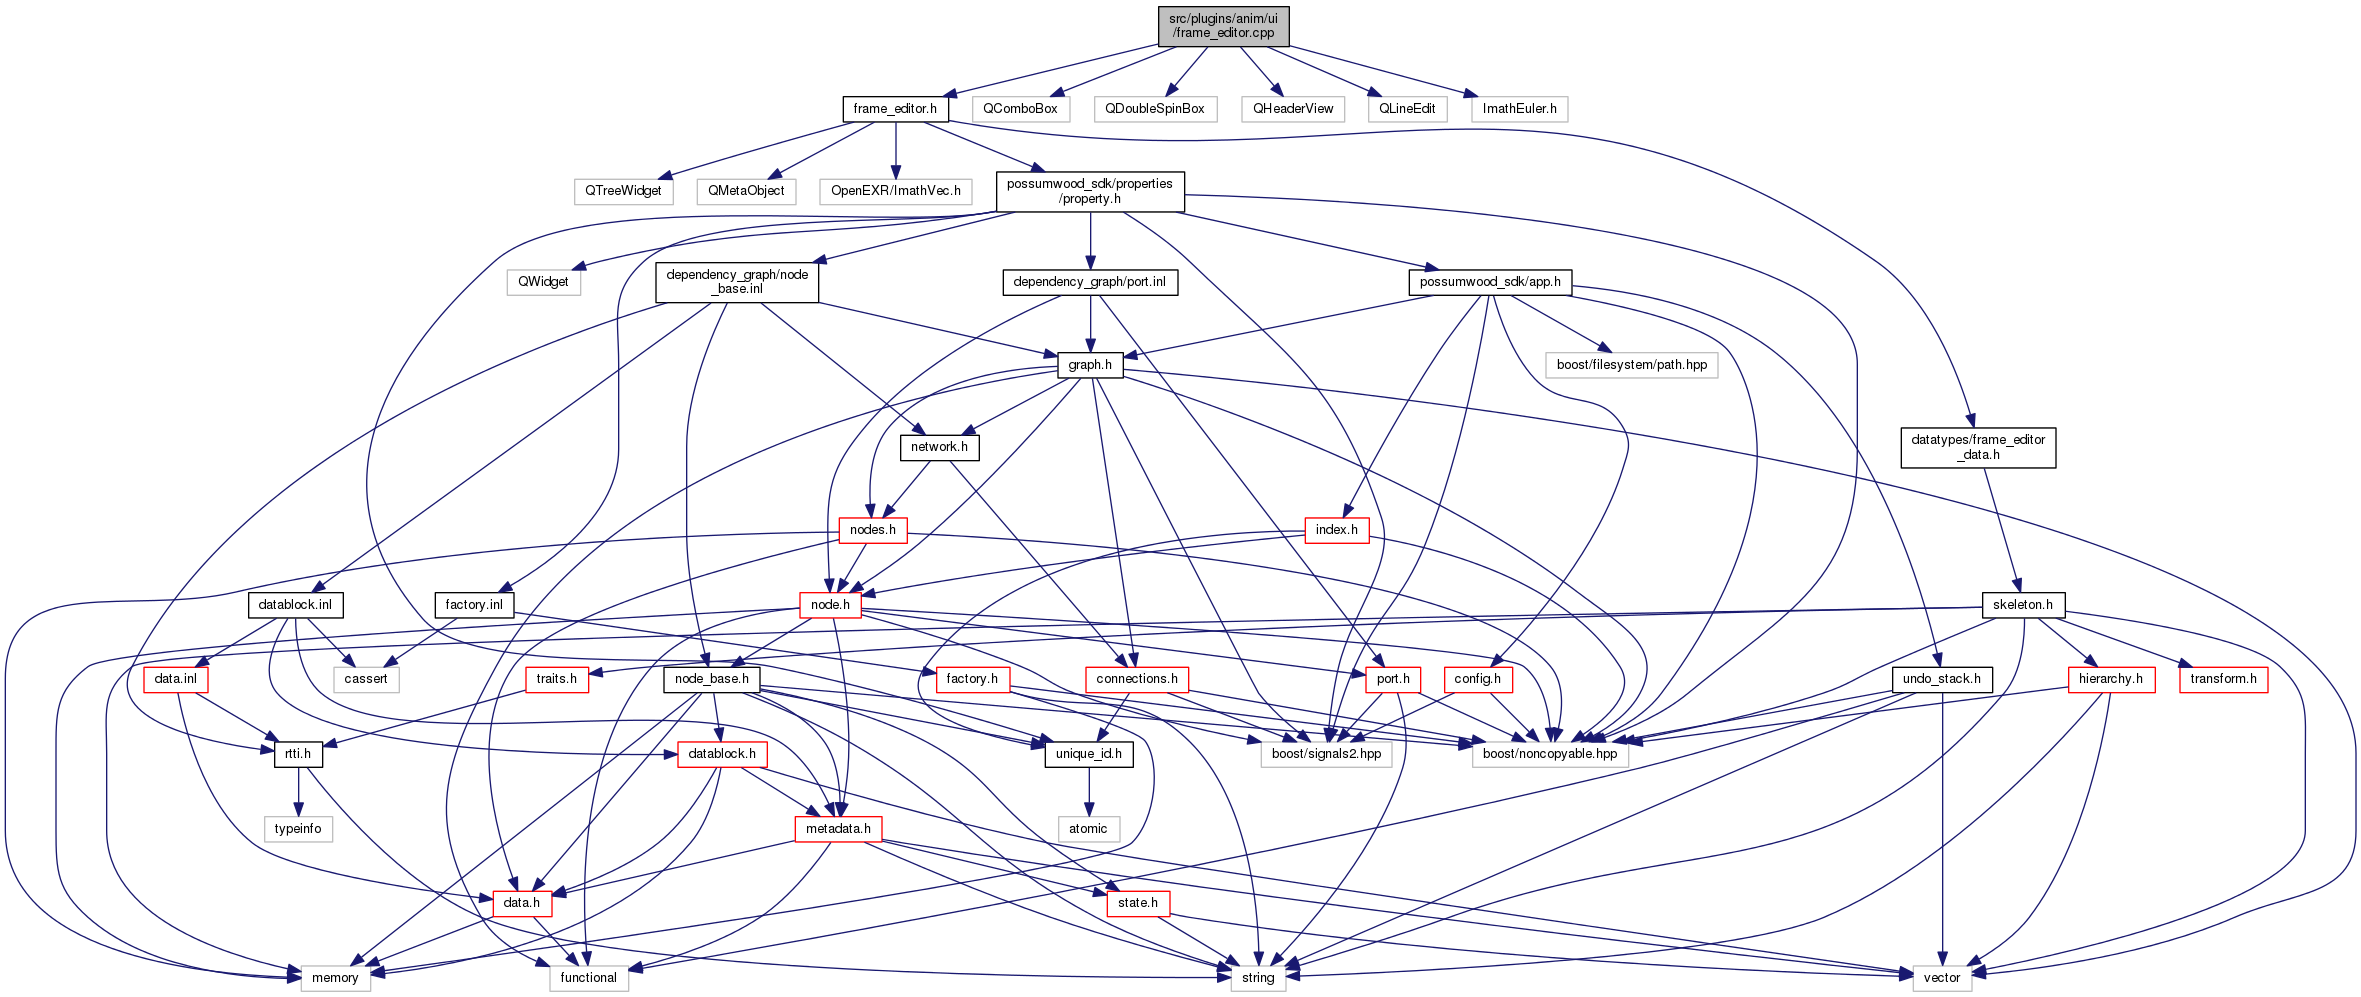 src/plugins/anim/ui
/frame_editor.cpp
frame_editor.h
QComboBox
QDoubleSpinBox
QHeaderView
QLineEdit
ImathEuler.h
QTreeWidget
QMetaObject
OpenEXR/ImathVec.h
possumwood_sdk/properties
/property.h
QWidget
dependency_graph/node
_base.inl
dependency_graph/port.inl
possumwood_sdk/app.h
graph.h
boost/filesystem/path.hpp
network.h
datatypes/frame_editor
_data.h
nodes.h
index.h
datablock.inl
factory.inl
node.h
skeleton.h
data.inl
cassert
traits.h
node_base.h
factory.h
connections.h
port.h
config.h
undo_stack.h
hierarchy.h
transform.h
rtti.h
datablock.h
unique_id.h
boost/signals2.hpp
boost/noncopyable.hpp
typeinfo
metadata.h
atomic
data.h
state.h
memory
functional
string
vector